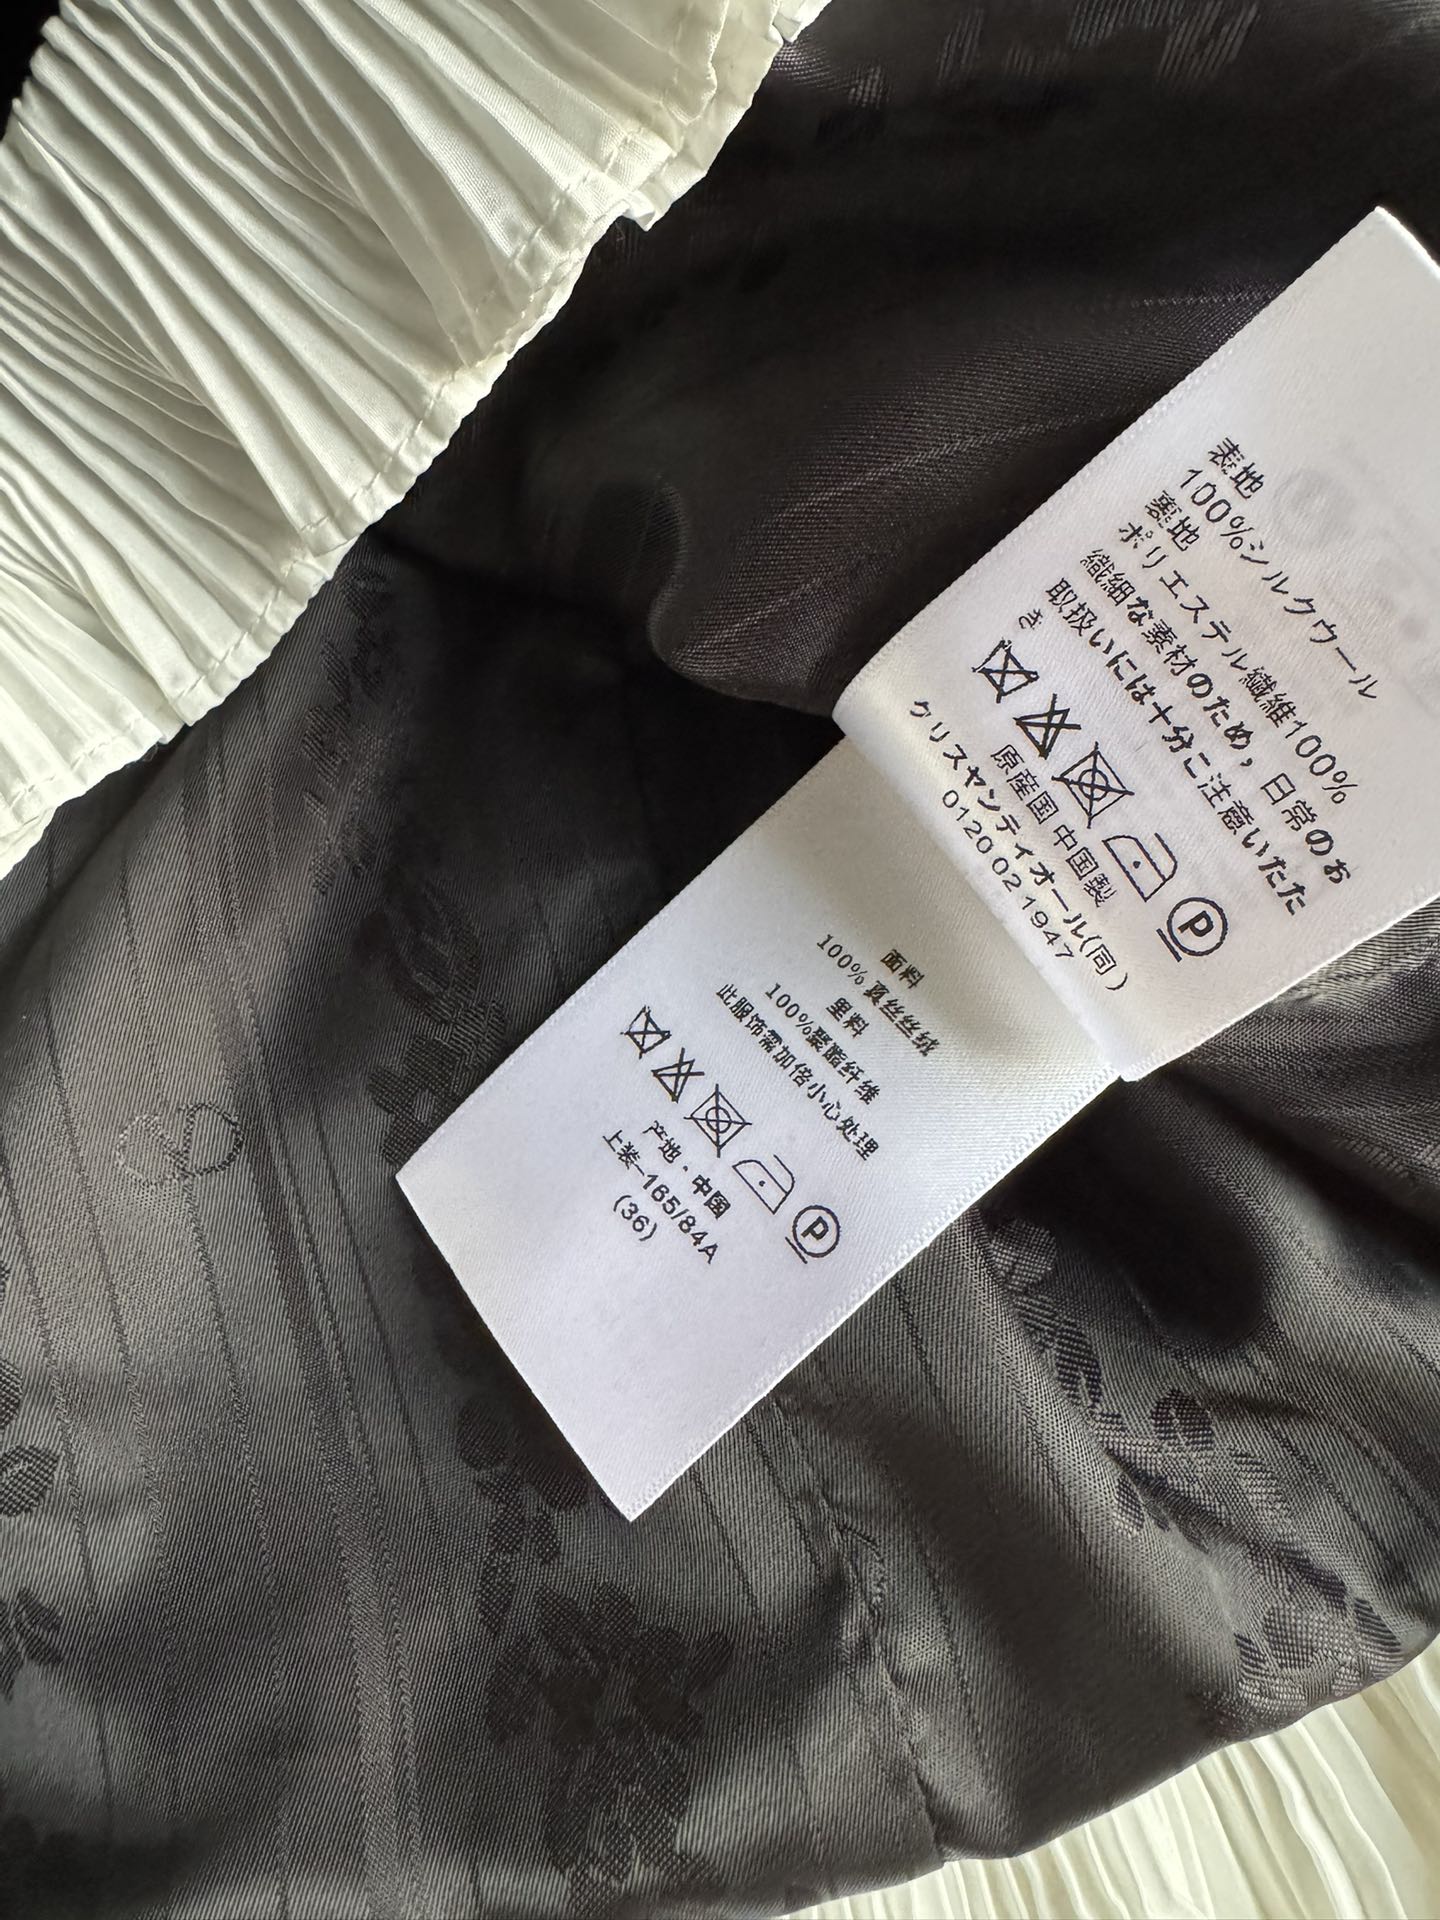 表地
100%シルクウール
裏地
ポリエステル繊維100%
繊細な素材のため，日常のお
取扱いには十分ご注意いたた
き
P
原産国 中国製
クリスヤンディオール(同)
0120 02 1947
面料
100%真丝丝绒
里料
100%聚酯纤维
此服饰需加倍小心处理
P
产地·中國
上装-165/84A
(36)